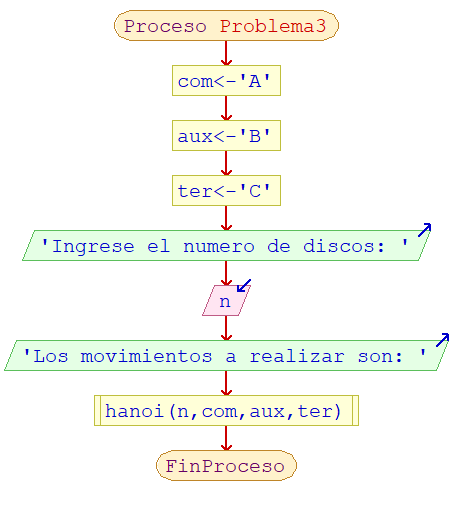 Proceso Problema3
com<-'A'
aux<-'B'
ter<-'C'
'Ingrese el numero de discos: '
n
'Los movimientos a realizar son: '
hanoi(n,com,aux,ter)
FinProceso